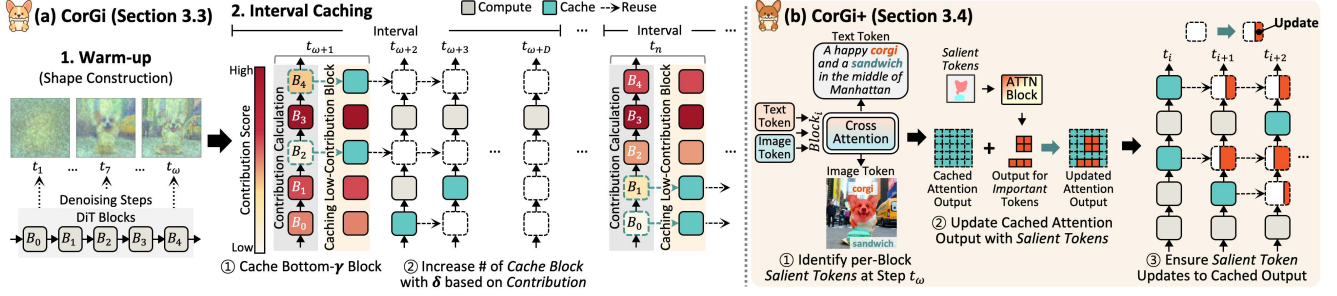 (a) CorGi (Section 3.3)
1. Warm-up
(Shape Construction)
t1 ... t7 ... tω
Denoising Steps
DiT Blocks
B0 B1 B2 B3 B4
2. Interval Caching
Compute Cache Reuse
Interval ... Interval ...
tω+1 tω+2 tω+3 tω+D tn
High
Contribution Score
Low
Contribution Calculation
B4
B3
B2
B1
B0
Caching Low-Contribution Block
...
...
Contribution Calculation
B4
B3
B2
B1
B0
Caching Low-Contribution Block
① Cache Bottom-γ Block
② Increase # of Cache Block
with δ based on Contribution
(b) CorGi+ (Section 3.4)
Text Token
A happy corgi
and a sandwich
in the middle of
Manhattan
Text
Token
Image
Token
Blocki
Cross
Attention
Image Token
corgi
sandwich
① Identify per-Block
Salient Tokens at Step tω
Salient
Tokens
ATTN
Block
+
Cached
Attention
Output
Output for
Important
Tokens
Updated
Attention
Output
② Update Cached Attention
Output with Salient Tokens
Update
ti ti+1 ti+2
...
③ Ensure Salient Token
Updates to Cached Output